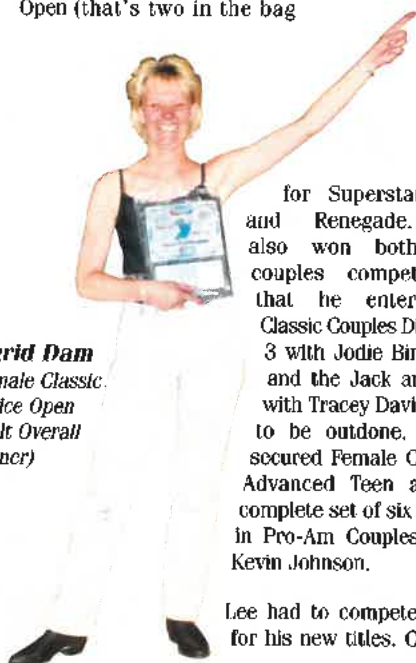 Open (that's two in the bag
for Superstar
and Renegade.
also won both
couples compet
that he enter
Classic Couples Di
3 with Jodie Bir
and the Jack an
with Tracey Davi
to be outdone,
secured Female C
Advanced Teen a
complete set of six
in Pro-Am Couples
Kevin Johnson.
Lee had to compete
for his new titles. C
rid Dam
male Classic
ice Open
lt Overall
ner)